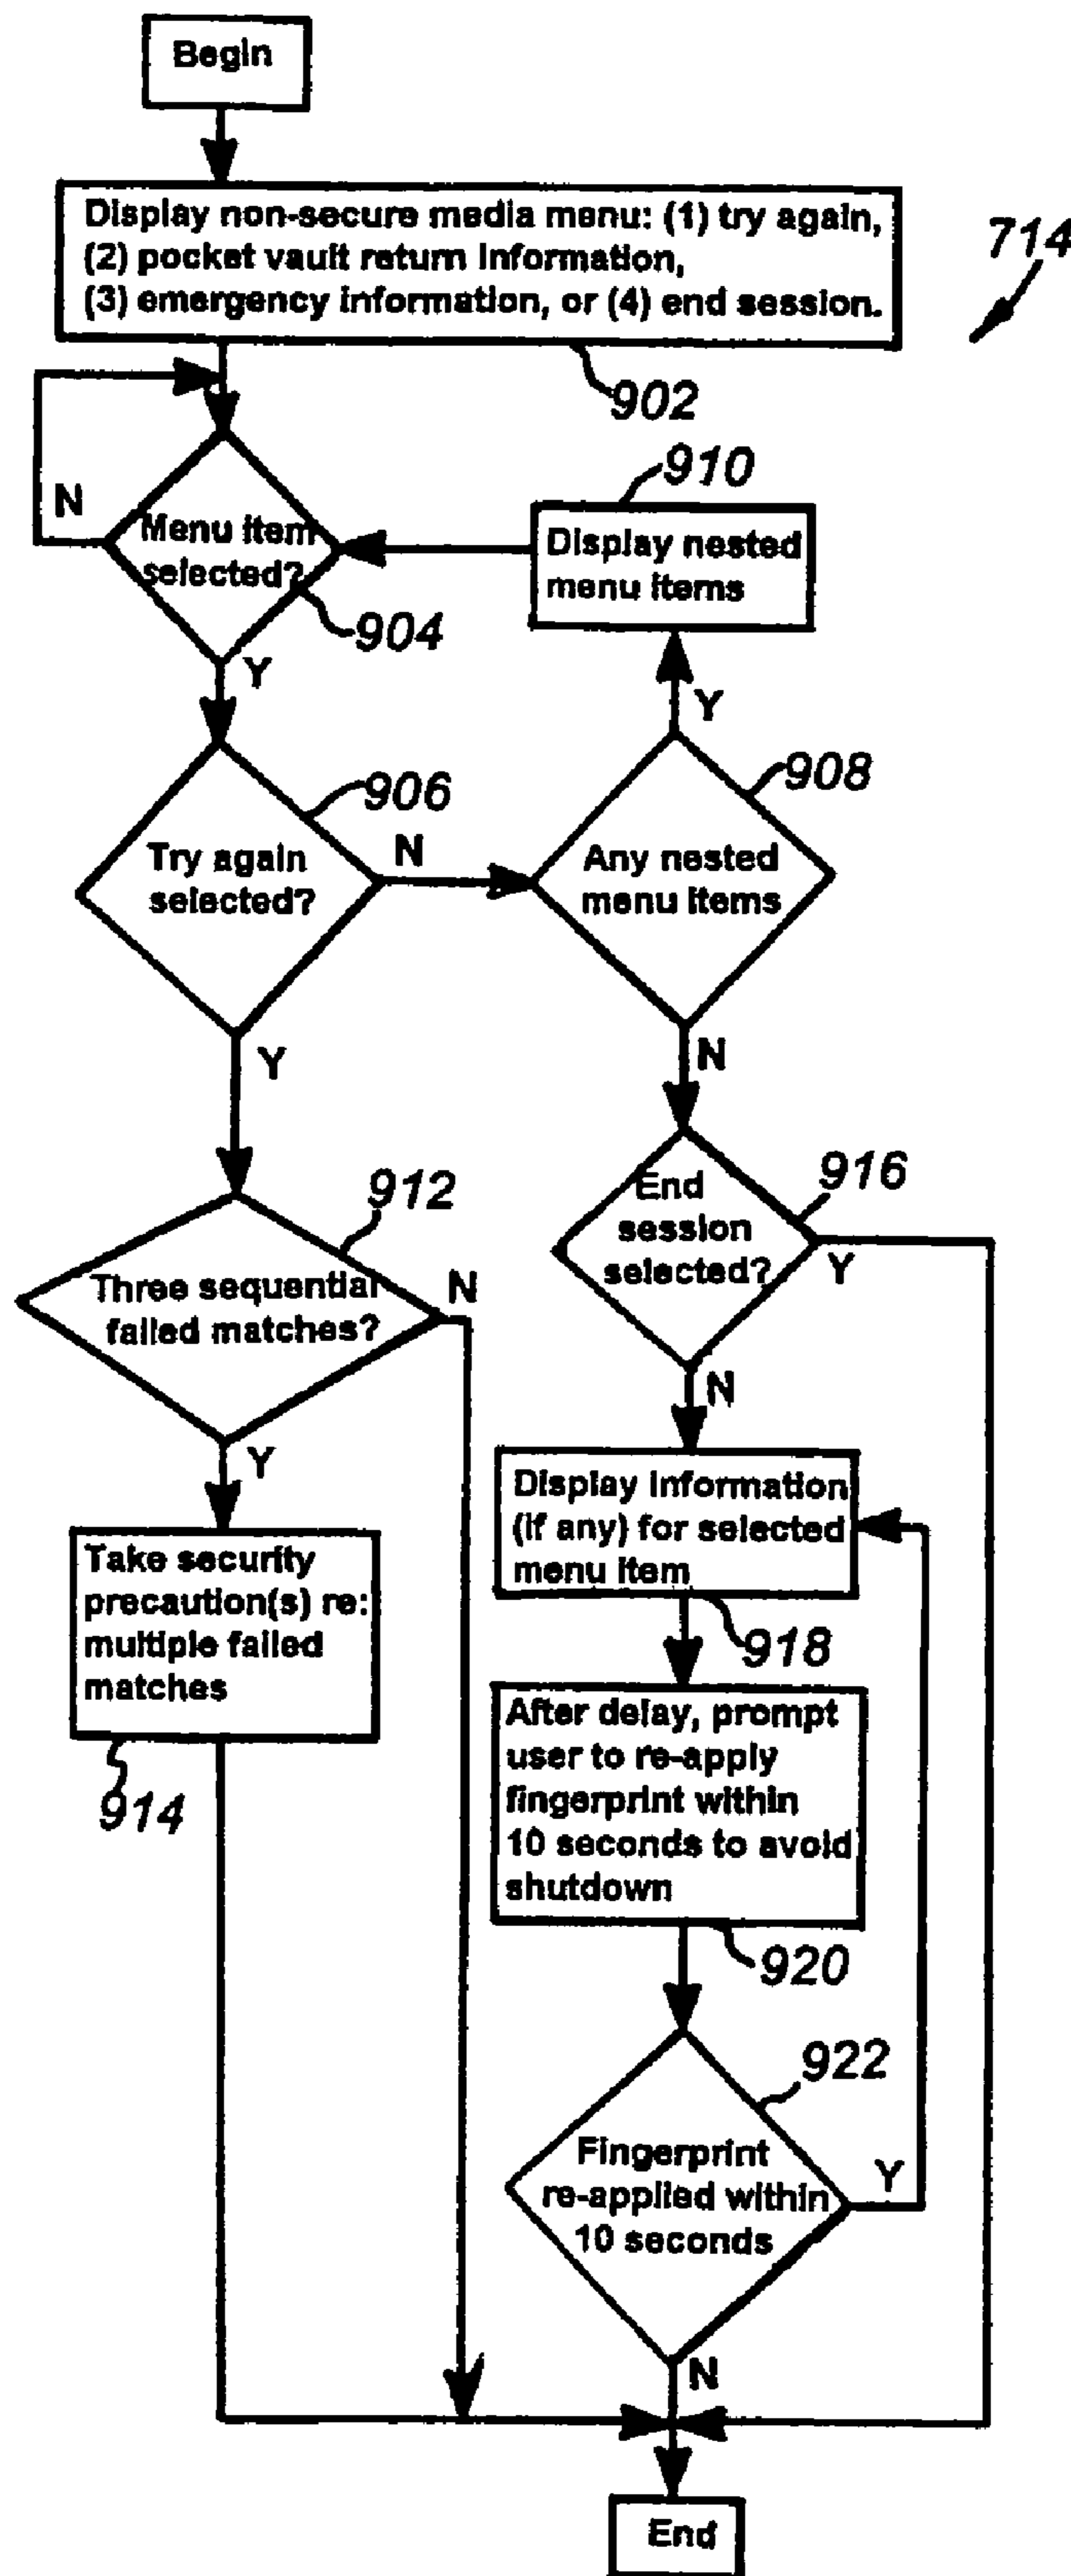 Begin
Display non-secure media menu: (1) try again,
(2) pocket vault return information,
(3) emergency information, or (4) end session.
714
902
910
N
Menu item
selected?
Display nested
menu items
904
Y
Y
906
908
Try again
selected?
N
Any nested
menu items
Y
N
912
916
End
session
selected?
Three sequential
failed matches?
N
Y
N
Y
Display information
(if any) for selected
menu item
Take security
precaution(s) re:
multiple failed
matches
918
After delay, prompt
user to re-apply
fingerprint within
10 seconds to avoid
shutdown
914
920
922
Fingerprint
re-applied within
10 seconds
Y
N
End